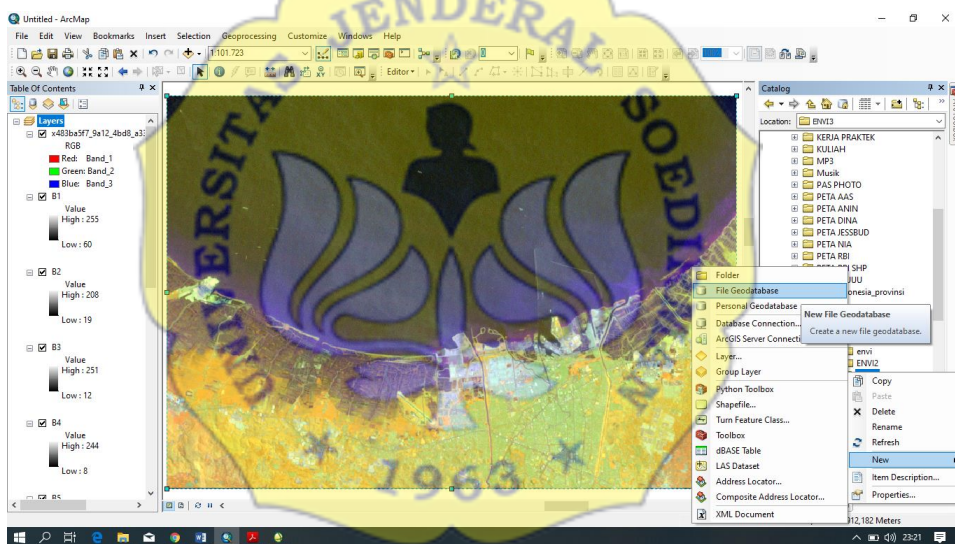 Untitled - ArcMap
File Edit View Bookmarks Insert Selection Geoprocessing Customize Windows Help
1:101.723
Editor
Table Of Contents
Layers
x483ba5f7_9a12_4bd8_a33
RGB
Red: Band_1
Green: Band_2
Blue: Band_3
B1
Value
High : 255
Low : 60
B2
Value
High : 208
Low : 19
B3
Value
High : 251
Low : 12
B4
Value
High : 244
Low : 8
B5
UNIVERSITAS JENDERAL SOEDIRMAN
1963
Catalog
Location: ENVI3
KERJA PRAKTEK
KULIAH
MP3
Musik
PAS PHOTO
PETA AAS
PETA ANIN
PETA DINA
PETA JESSBUD
PETA NIA
PETA RBI
envi
ENVI2
Folder
File Geodatabase
Personal Geodatabase
Database Connection...
ArcGIS Server Connecti
Layer...
Group Layer
Python Toolbox
Shapefile...
Turn Feature Class...
Toolbox
dBASE Table
LAS Dataset
Address Locator...
Composite Address Locator...
XML Document
New File Geodatabase
Create a new file geodatabase.
Copy
Paste
Delete
Rename
Refresh
New
Item Description...
Properties...
912,182 Meters
23:21